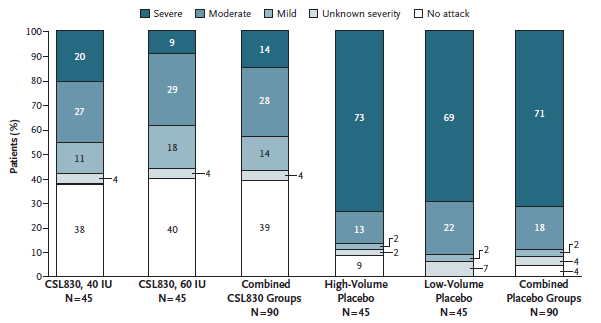 Severe Moderate Mild Unknown severity No attack
Patients (%)
100
90
80
70
60
50
40
30
20
10
0
20
27
11
4
38
9
29
18
4
40
14
28
14
4
39
73
13
2
2
9
69
22
2
7
71
18
2
4
4
CSL830, 40 IU
N=45
CSL830, 60 IU
N=45
Combined
CSL830 Groups
N=90
High-Volume
Placebo
N=45
Low-Volume
Placebo
N=45
Combined
Placebo Groups
N=90